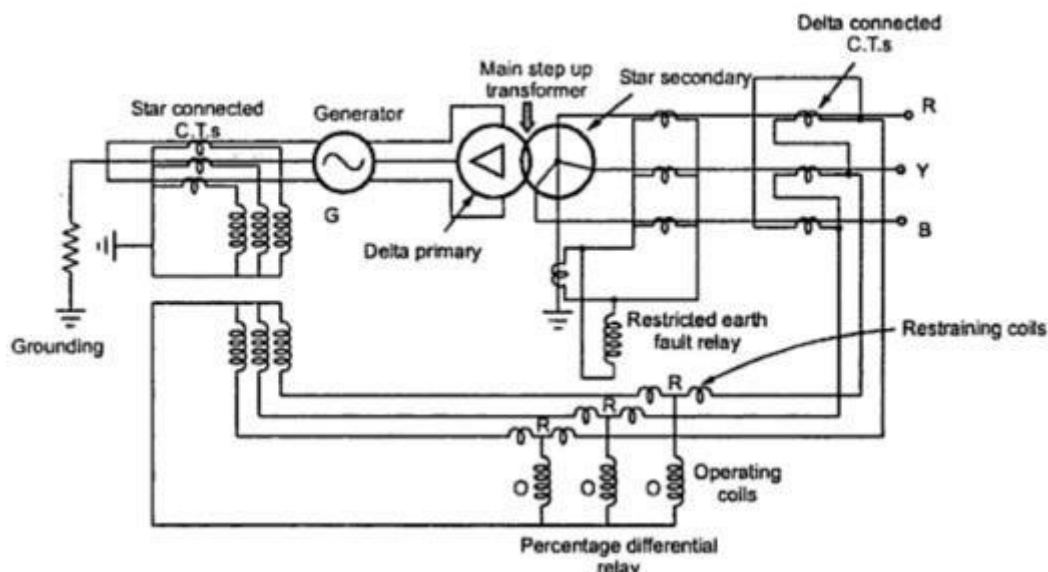 Delta connected
C.T.s
Main step up
transformer
Star secondary
Star connected
C.T.s
Generator
R
Y
B
G
Delta primary
Grounding
Restricted earth
fault relay
Restraining coils
R
R
R
O
O
O
Operating
coils
Percentage differential
relay